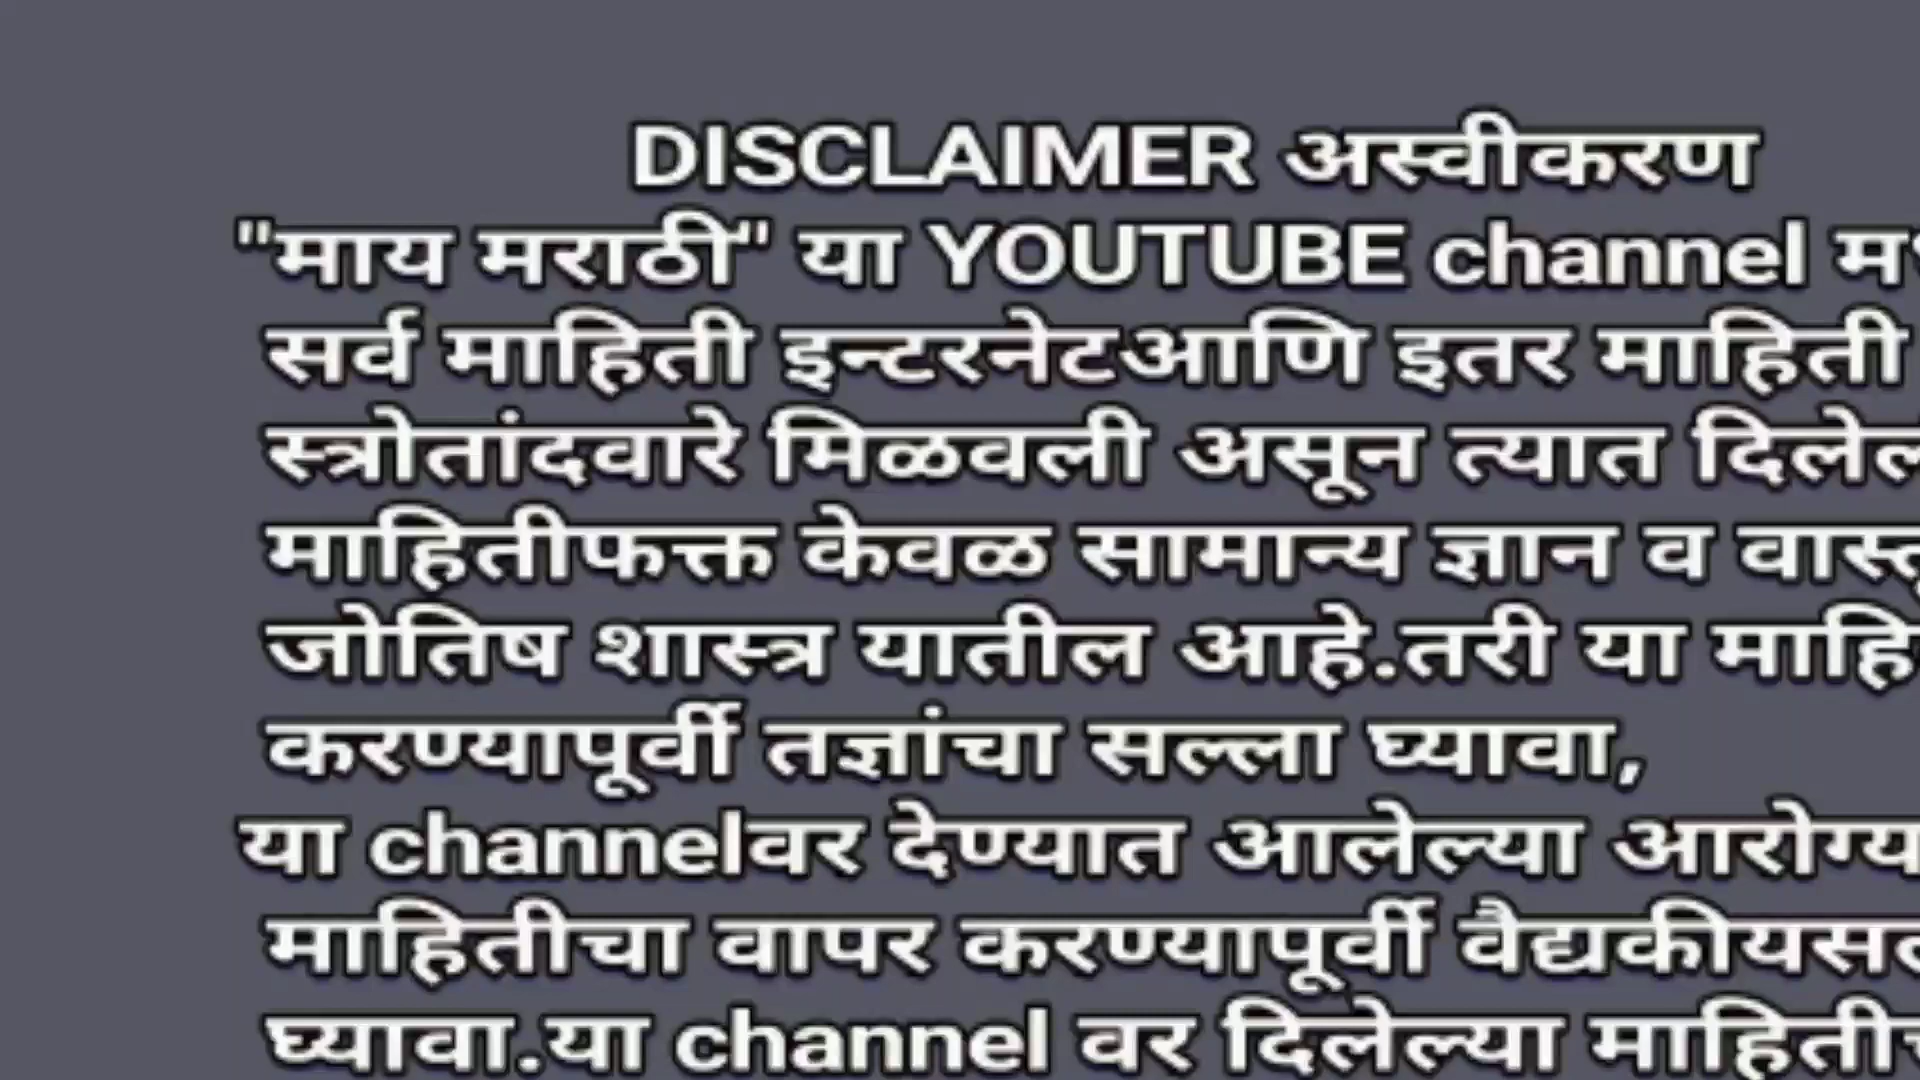 DISCLAIMER अस्वीकरण
"माय मराठी" या YOUTUBE channel
सर्व माहिती इन्टरनेटआणि इतर माहिती
स्त्रोतांदवारे मिळवली असून त्यात
माहितीफक्त केवळ सामान्य ज्ञान व
जोतिष शास्त्र यातील आहे.तरी या
करण्यापूर्वी तज्ञांचा सल्ला घ्यावा,
या channelवर देण्यात आलेल्या
माहितीचा वापर करण्यापूर्वी
घ्यावा.या channel वर दिलेल्या